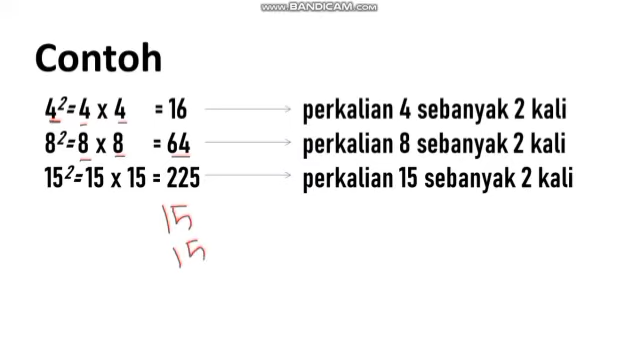 www.BANDICAM.com
Contoh
4²= 4 x 4 = 16 perkalian 4 sebanyak 2 kali
8²= 8 x 8 = 64 perkalian 8 sebanyak 2 kali
15²= 15 x 15 = 225 perkalian 15 sebanyak 2 kali
15
15